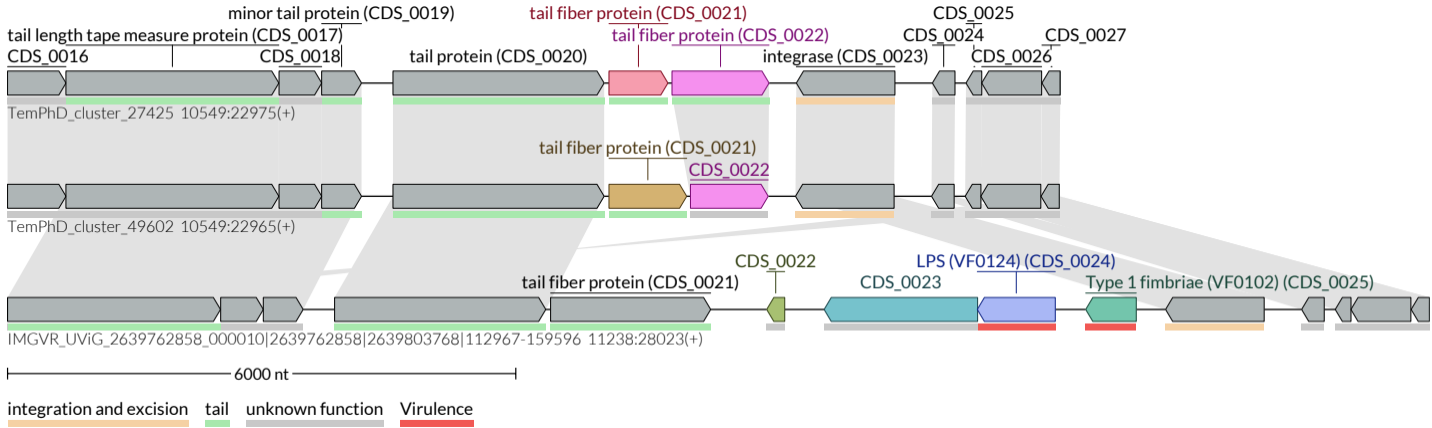 minor tail protein (CDS_0019) tail fiber protein (CDS_0021) CDS_0025
tail length tape measure protein (CDS_0017) tail fiber protein (CDS_0022) CDS_0024 CDS_0027
CDS_0016 CDS_0018 tail protein (CDS_0020) integrase (CDS_0023) CDS_0026
TemPhD_cluster_27425 10549:22975(+)
tail fiber protein (CDS_0021)
CDS_0022
TemPhD_cluster_49602 10549:22965(+)
CDS_0022 LPS (VF0124) (CDS_0024)
tail fiber protein (CDS_0021) CDS_0023 Type 1 fimbriae (VF0102) (CDS_0025)
IMGVR_UViG_2639762858_000010|2639762858|2639803768|112967-159596 11238:28023(+)
6000 nt
integration and excision tail unknown function Virulence